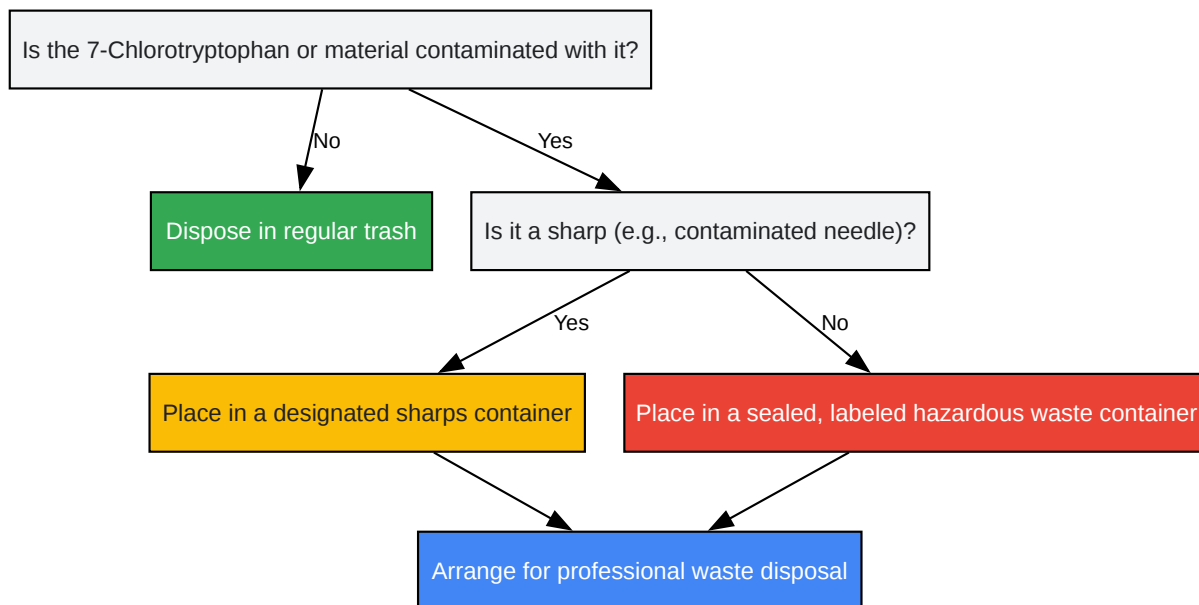 Is the 7-Chlorotryptophan or material contaminated with it?
No
Yes
Dispose in regular trash
Is it a sharp (e.g., contaminated needle)?
Yes
No
Place in a designated sharps container
Place in a sealed, labeled hazardous waste container
Arrange for professional waste disposal